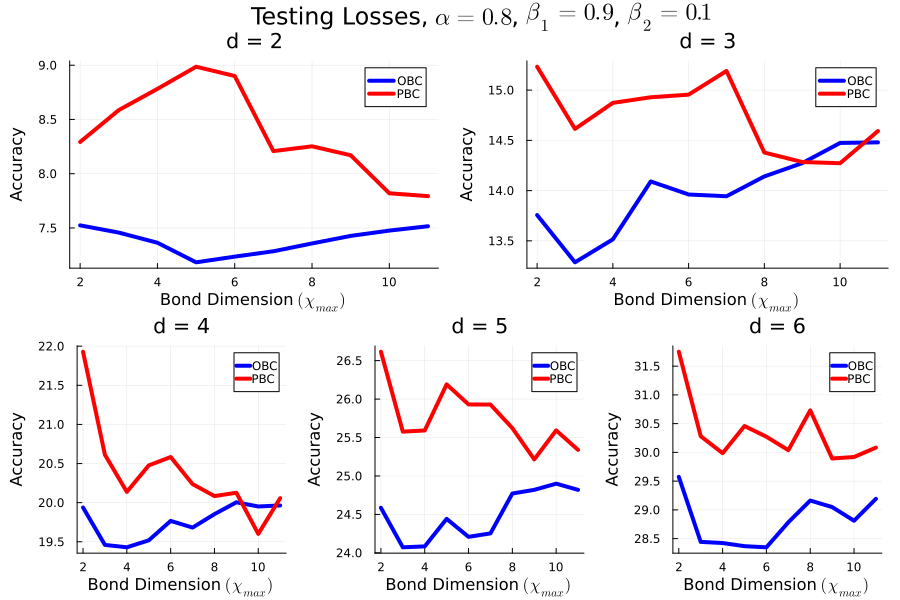 Testing Losses, α = 0.8, β₁ = 0.9, β₂ = 0.1
d = 2
d = 3
9.0
8.5
8.0
7.5
Accuracy
OBC
PBC
2 4 6 8 10
Bond Dimension (χ_max)
15.0
14.5
14.0
13.5
Accuracy
OBC
PBC
2 4 6 8 10
Bond Dimension (χ_max)
d = 4
d = 5
d = 6
22.0
21.5
21.0
20.5
20.0
19.5
Accuracy
OBC
PBC
2 4 6 8 10
Bond Dimension (χ_max)
26.5
26.0
25.5
25.0
24.5
24.0
Accuracy
OBC
PBC
2 4 6 8 10
Bond Dimension (χ_max)
31.5
31.0
30.5
30.0
29.5
29.0
28.5
Accuracy
OBC
PBC
2 4 6 8 10
Bond Dimension (χ_max)